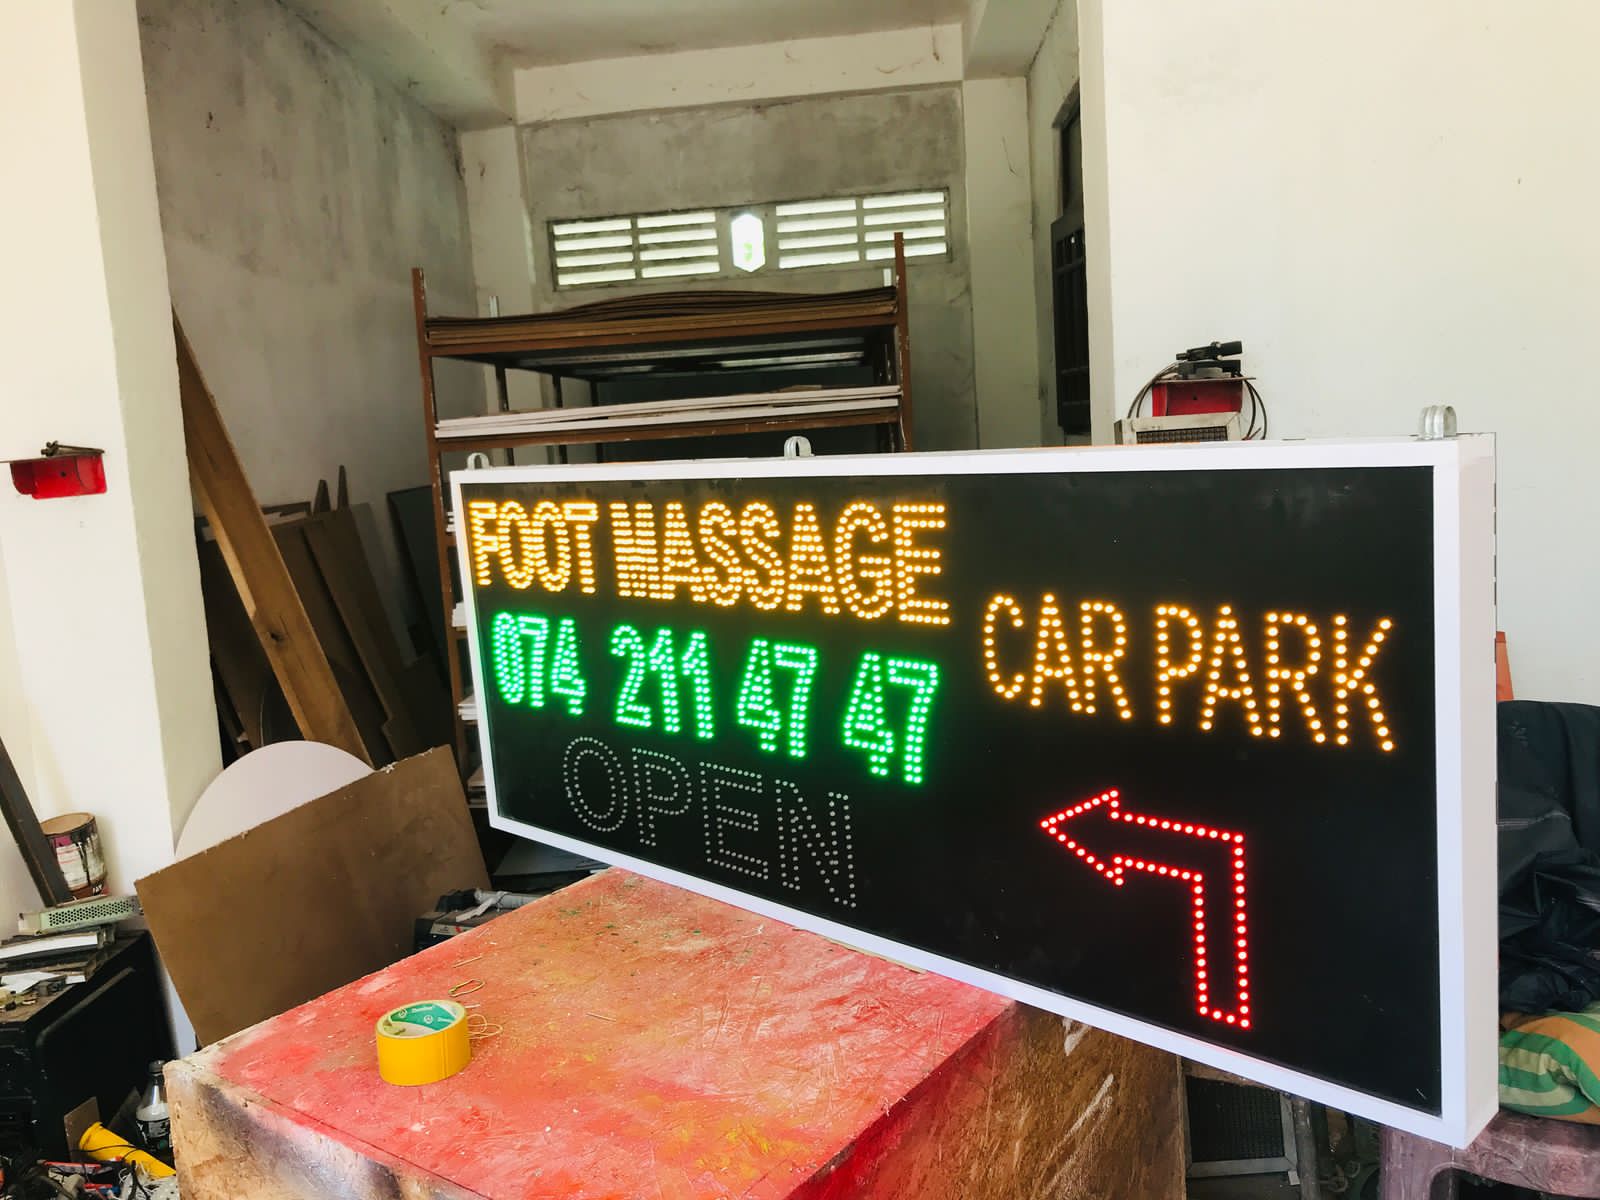 FOOT MASSAGE
074 211 47 47
OPEN
CAR PARK